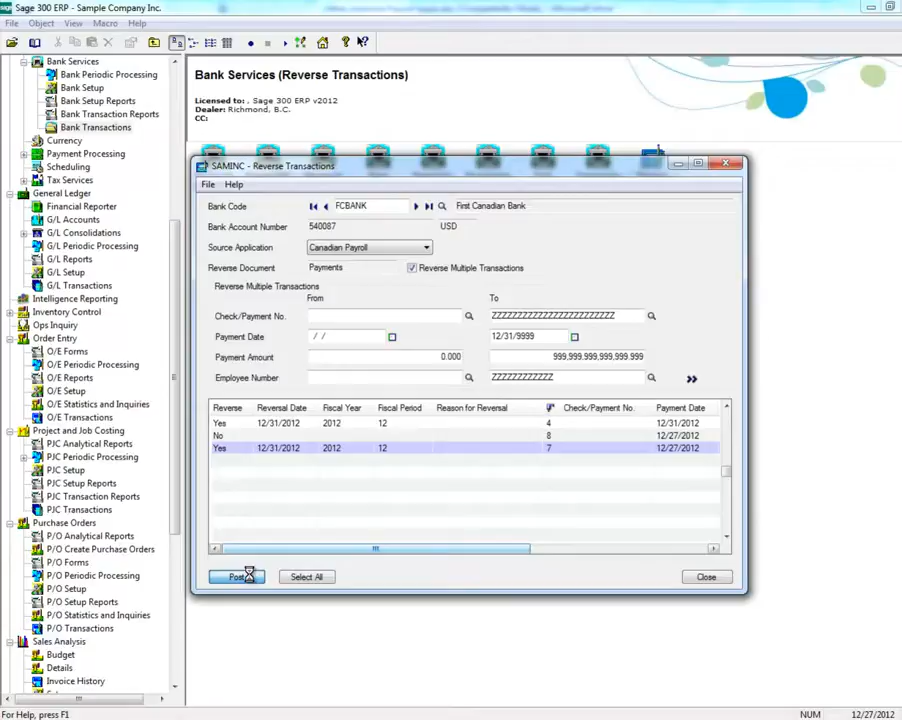 Sage 300 ERP - Sample Company Inc.
File Object View Macro Help
Bank Services
Bank Periodic Processing
Bank Setup
Bank Setup Reports
Bank Transaction Reports
Bank Transactions
Currency
Payment Processing
Scheduling
Tax Services
General Ledger
Financial Reporter
G/L Accounts
G/L Consolidations
G/L Periodic Processing
G/L Reports
G/L Setup
G/L Transactions
Intelligence Reporting
Inventory Control
Ops Inquiry
Order Entry
O/E Forms
O/E Periodic Processing
O/E Reports
O/E Setup
O/E Statistics and Inquiries
O/E Transactions
Project and Job Costing
PJC Analytical Reports
PJC Periodic Processing
PJC Setup
PJC Setup Reports
PJC Transaction Reports
PJC Transactions
Purchase Orders
P/O Analytical Reports
P/O Create Purchase Orders
P/O Forms
P/O Periodic Processing
P/O Setup
P/O Setup Reports
P/O Statistics and Inquiries
P/O Transactions
Sales Analysis
Budget
Details
Invoice History
Bank Services (Reverse Transactions)
Licensed to: , Sage 300 ERP v2012
Dealer: Richmond, B.C.
CC:
SAMINC - Reverse Transactions
File Help
Bank Code FCBANK First Canadian Bank
Bank Account Number 540087 USD
Source Application Canadian Payroll
Reverse Document Payments Reverse Multiple Transactions
Reverse Multiple Transactions
From To
Check/Payment No. ZZZZZZZZZZZZZZZZZZZZZZZZ
Payment Date / / 12/31/9999
Payment Amount 0.000 999,999,999,999,999.999
Employee Number ZZZZZZZZZZZZ
Reverse Reversal Date Fiscal Year Fiscal Period Reason for Reversal Check/Payment No. Payment Date
Yes 12/31/2012 2012 12 4 12/31/2012
No 8 12/27/2012
Yes 12/31/2012 2012 12 7 12/27/2012
Post Select All Close
For Help, press F1 NUM 12/27/2012